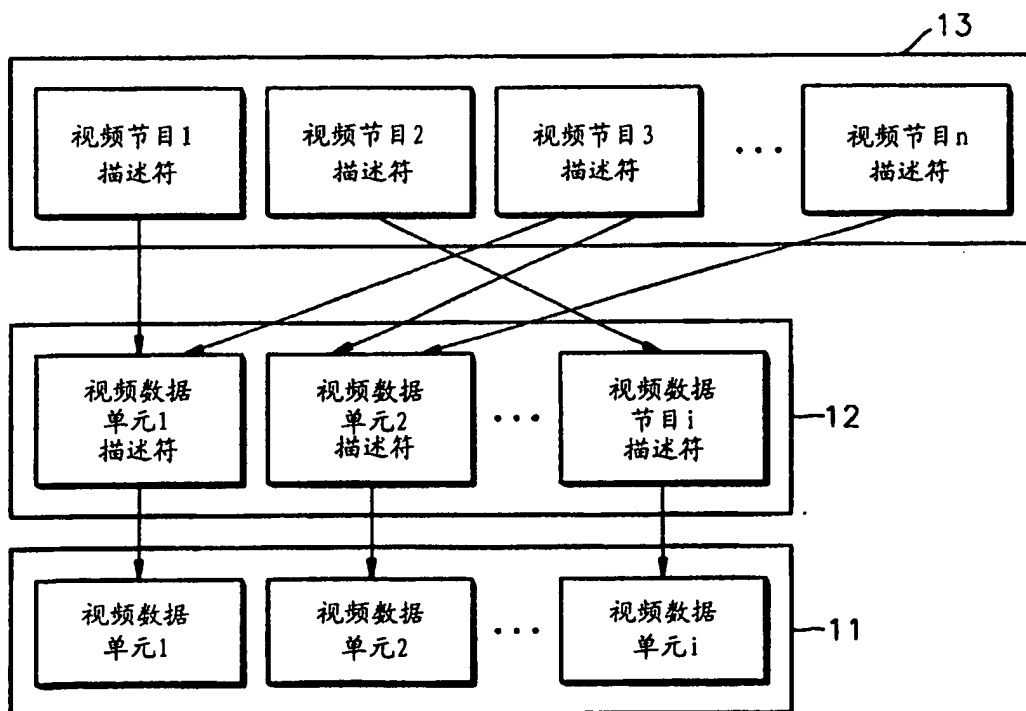 13
视频节目1
描述符
视频节目2
描述符
视频节目3
描述符
...
视频节目n
描述符
视频数据
单元1
描述符
视频数据
单元2
描述符
...
视频数据
节目i
描述符
12
视频数据
单元1
视频数据
单元2
...
视频数据
单元i
11